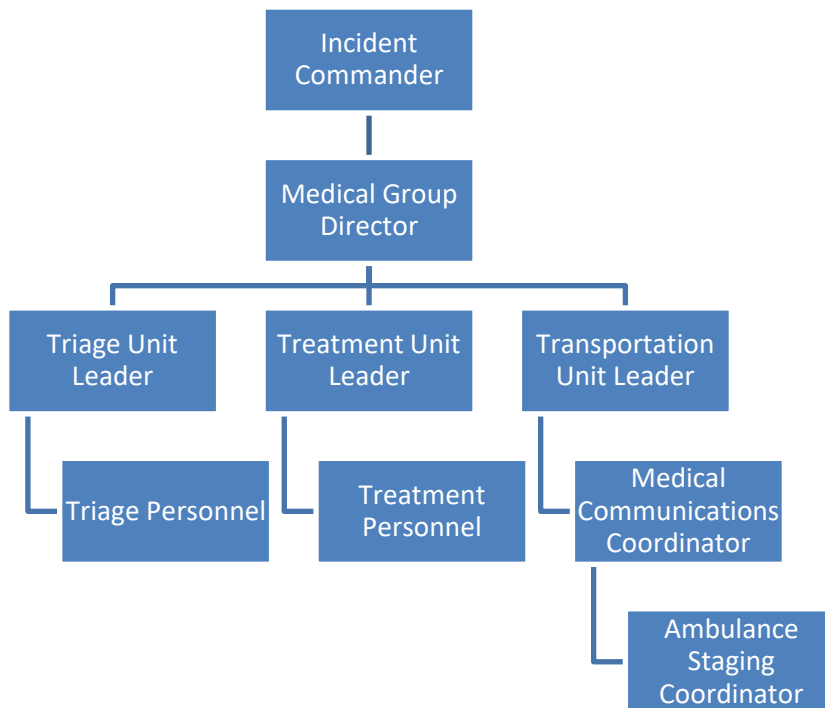 Incident
Commander
Medical Group
Director
Triage Unit
Leader
Treatment Unit
Leader
Transportation
Unit Leader
Triage Personnel
Treatment
Personnel
Medical
Communications
Coordinator
Ambulance
Staging
Coordinator